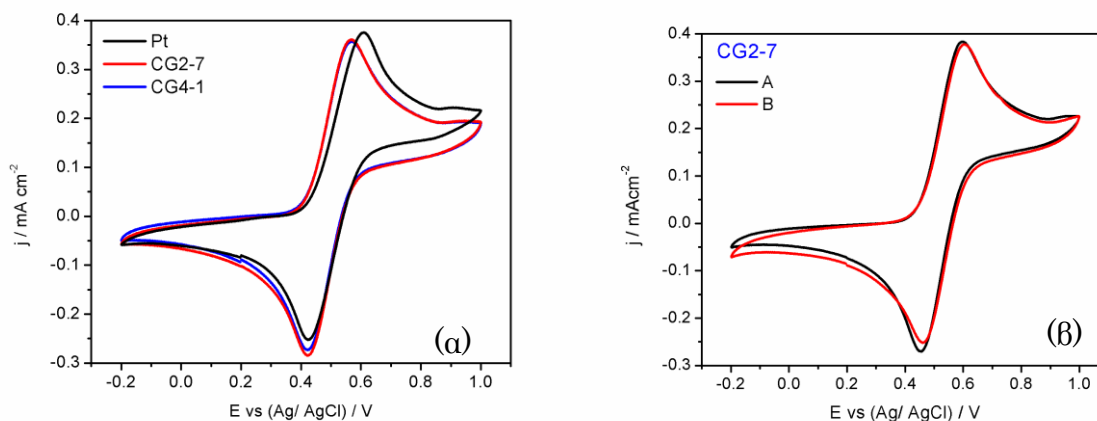 0.4
0.3
0.2
0.1
0.0
-0.1
-0.2
-0.3
j / mA cm-2
Pt
CG2-7
CG4-1
(α)
-0.2 0.0 0.2 0.4 0.6 0.8 1.0
E vs (Ag/ AgCl) / V
0.4
0.3
0.2
0.1
0.0
-0.1
-0.2
-0.3
j / mAcm-2
CG2-7
A
B
(β)
-0.2 0.0 0.2 0.4 0.6 0.8 1.0
E vs (Ag/ AgCl) / V